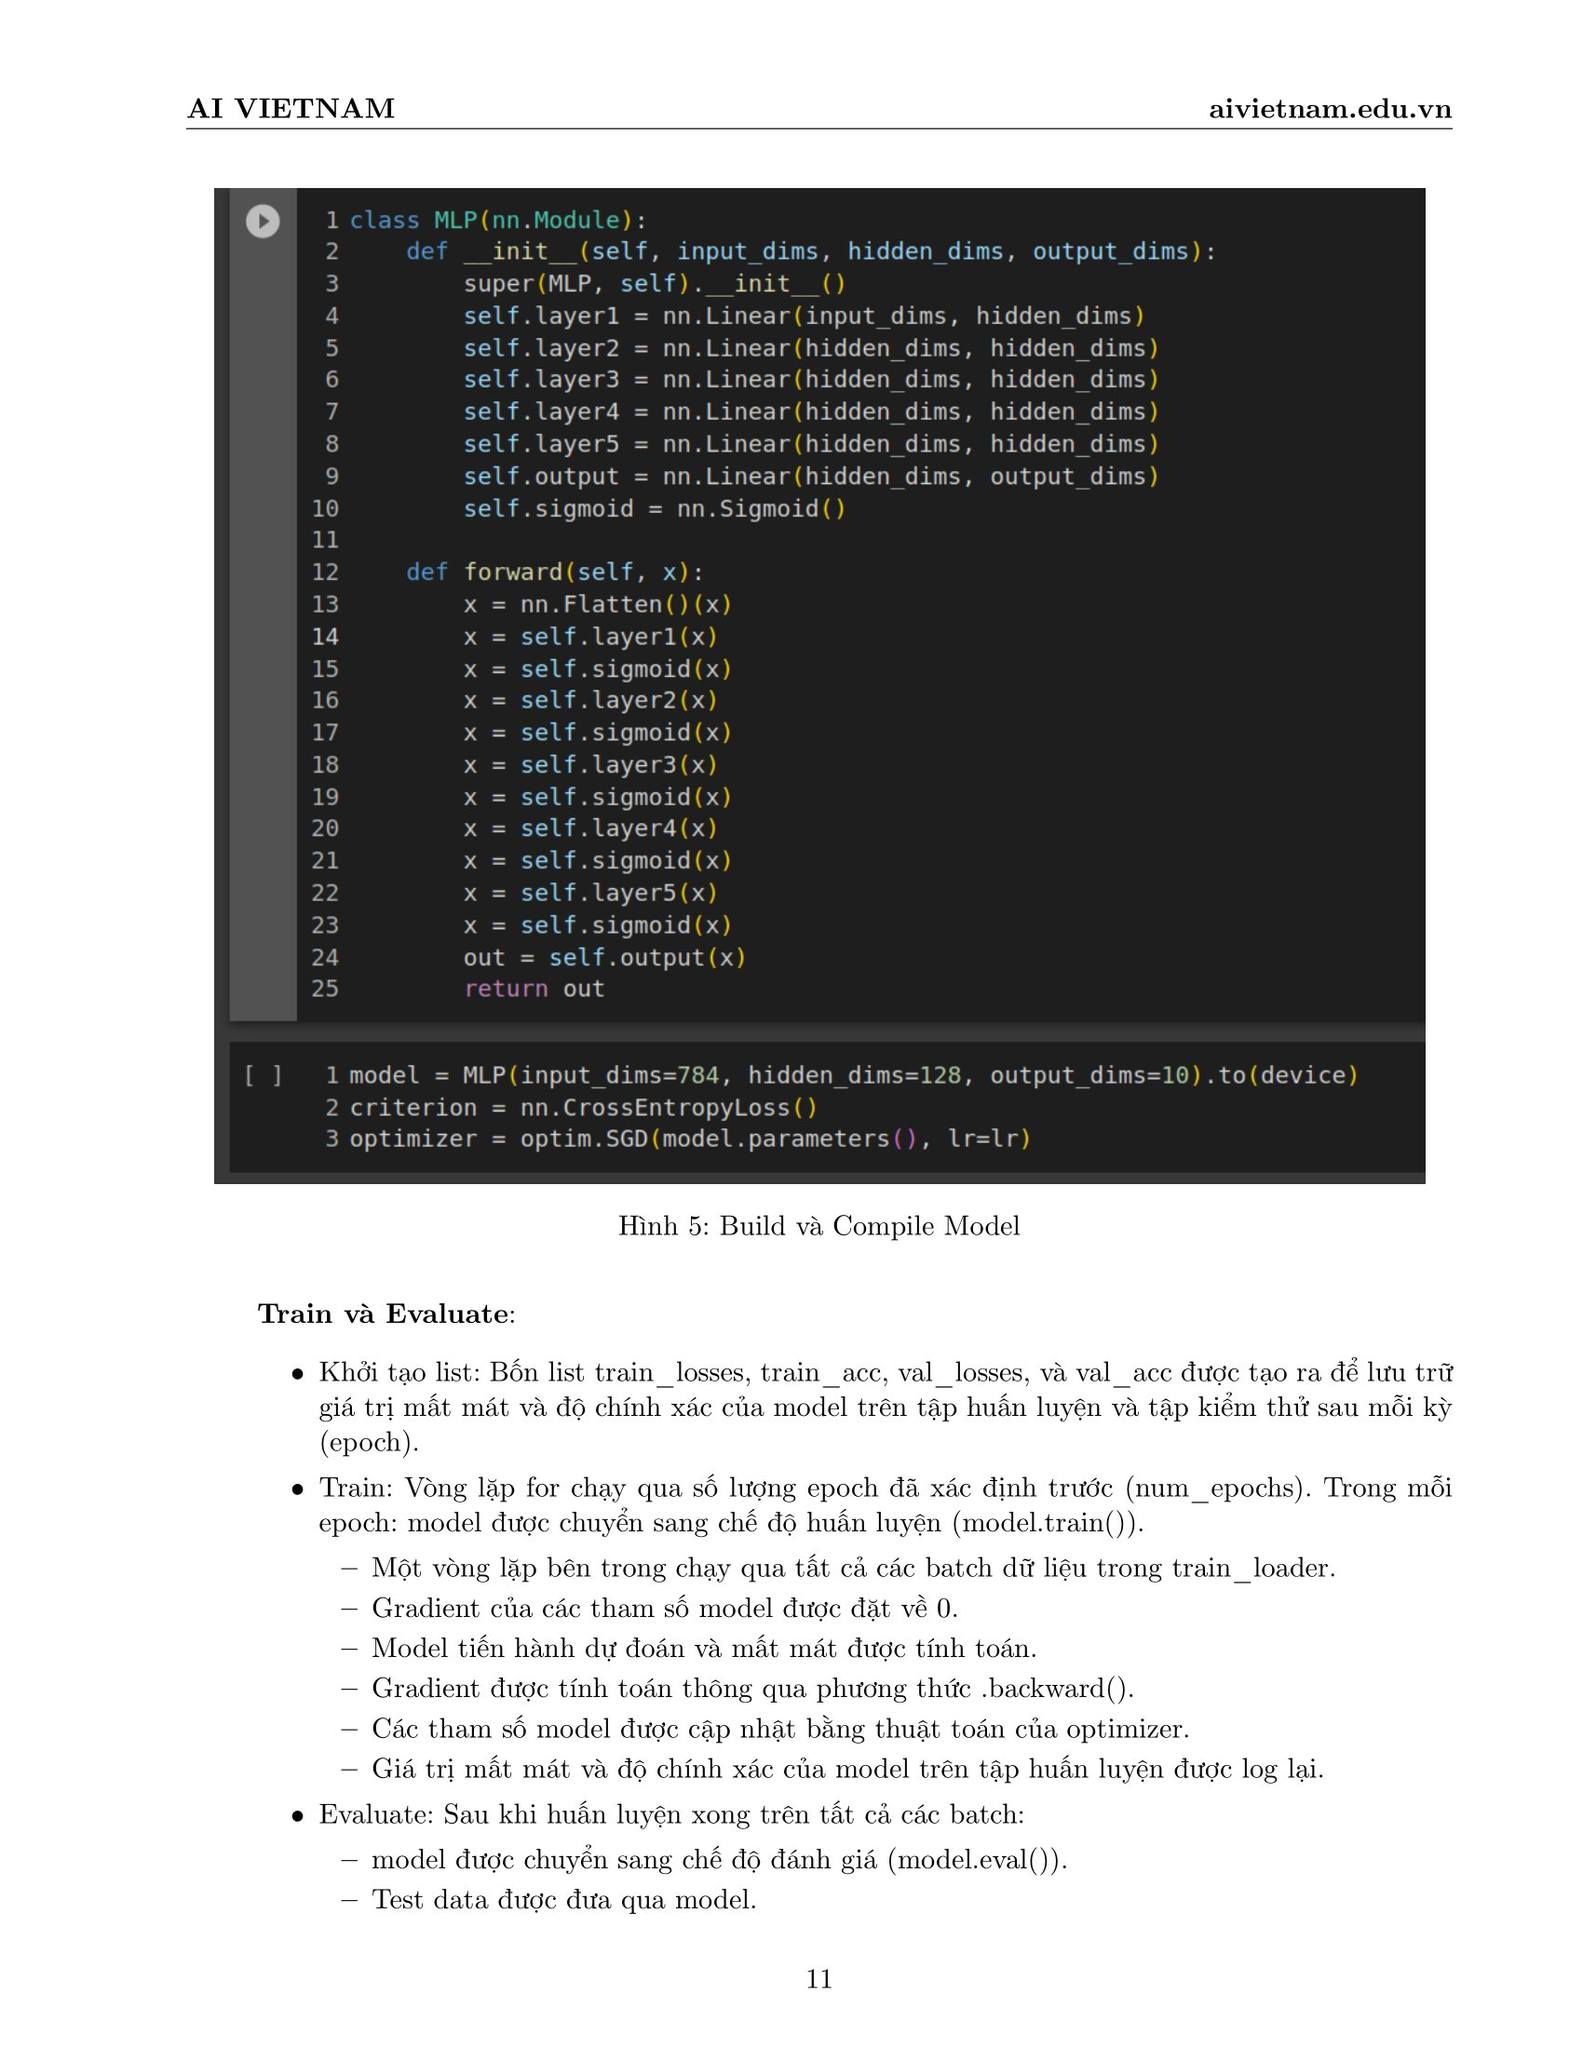 AI VIETNAM
aivietnam.edu.vn
1 class MLP(nn.Module):
2     def __init__(self, input_dims, hidden_dims, output_dims):
3         super(MLP, self).__init__()
4         self.layer1 = nn.Linear(input_dims, hidden_dims)
5         self.layer2 = nn.Linear(hidden_dims, hidden_dims)
6         self.layer3 = nn.Linear(hidden_dims, hidden_dims)
7         self.layer4 = nn.Linear(hidden_dims, hidden_dims)
8         self.layer5 = nn.Linear(hidden_dims, hidden_dims)
9         self.output = nn.Linear(hidden_dims, output_dims)
10         self.sigmoid = nn.Sigmoid()
11
12     def forward(self, x):
13         x = nn.Flatten()(x)
14         x = self.layer1(x)
15         x = self.sigmoid(x)
16         x = self.layer2(x)
17         x = self.sigmoid(x)
18         x = self.layer3(x)
19         x = self.sigmoid(x)
20         x = self.layer4(x)
21         x = self.sigmoid(x)
22         x = self.layer5(x)
23         x = self.sigmoid(x)
24         out = self.output(x)
25         return out
[ ] 1 model = MLP(input_dims=784, hidden_dims=128, output_dims=10).to(device)
2 criterion = nn.CrossEntropyLoss()
3 optimizer = optim.SGD(model.parameters(), lr=lr)
Hình 5: Build và Compile Model
Train và Evaluate:
• Khởi tạo list: Bốn list train_losses, train_acc, val_losses, và val_acc được tạo ra để lưu trữ
giá trị mất mát và độ chính xác của model trên tập huấn luyện và tập kiểm thử sau mỗi kỳ
(epoch).
• Train: Vòng lặp for chạy qua số lượng epoch đã xác định trước (num_epochs). Trong mỗi
epoch: model được chuyển sang chế độ huấn luyện (model.train()).
– Một vòng lặp bên trong chạy qua tất cả các batch dữ liệu trong train_loader.
– Gradient của các tham số model được đặt về 0.
– Model tiến hành dự đoán và mất mát được tính toán.
– Gradient được tính toán thông qua phương thức .backward().
– Các tham số model được cập nhật bằng thuật toán của optimizer.
– Giá trị mất mát và độ chính xác của model trên tập huấn luyện được log lại.
• Evaluate: Sau khi huấn luyện xong trên tất cả các batch:
– model được chuyển sang chế độ đánh giá (model.eval()).
– Test data được đưa qua model.
11